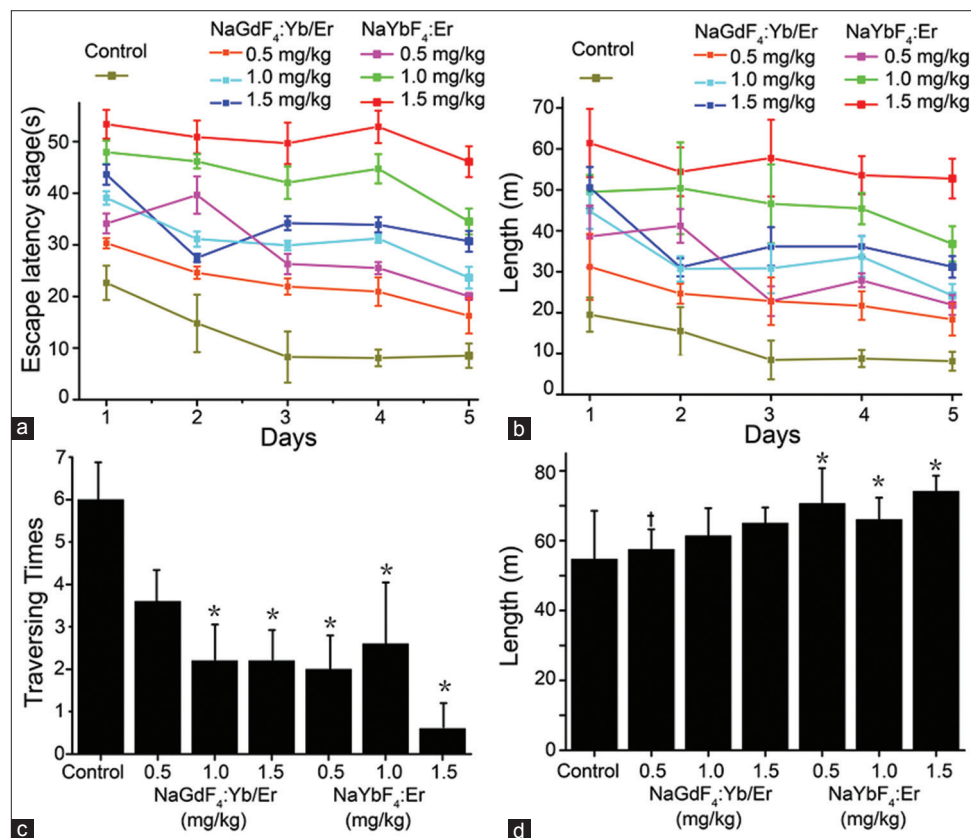 Control
NaGdF4:Yb/Er
NaYbF4:Er
0.5 mg/kg
0.5 mg/kg
1.0 mg/kg
1.0 mg/kg
1.5 mg/kg
1.5 mg/kg
Escape latency stage(s)
50
40
30
20
10
0
1 2 3 4 5
Days
a
Control
NaGdF4:Yb/Er
NaYbF4:Er
0.5 mg/kg
0.5 mg/kg
1.0 mg/kg
1.0 mg/kg
1.5 mg/kg
1.5 mg/kg
Length (m)
70
60
50
40
30
20
10
0
1 2 3 4 5
Days
b
Traversing Times
7
6
5
4
3
2
1
0
* * * * *
Control 0.5 1.0 1.5 0.5 1.0 1.5
NaGdF4:Yb/Er NaYbF4:Er
(mg/kg) (mg/kg)
c
Length (m)
80
60
40
20
0
† * * *
Control 0.5 1.0 1.5 0.5 1.0 1.5
NaGdF4:Yb/Er NaYbF4:Er
(mg/kg) (mg/kg)
d